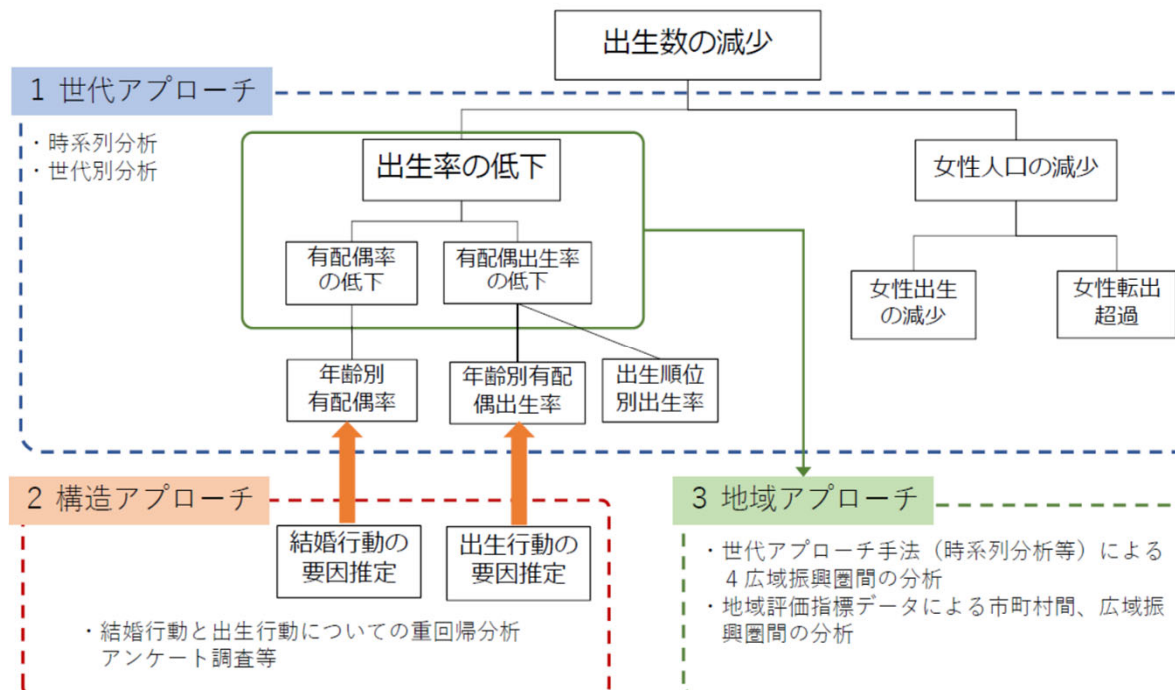 出生数の減少
1 世代アプローチ
・時系列分析
・世代別分析
出生率の低下
女性人口の減少
有配偶率
の低下
有配偶出生率
の低下
女性出生
の減少
女性転出
超過
年齢別
有配偶率
年齢別有配
偶出生率
出生順位
別出生率
2 構造アプローチ
結婚行動の
要因推定
出生行動の
要因推定
・結婚行動と出生行動についての重回帰分析
アンケート調査等
3 地域アプローチ
・世代アプローチ手法（時系列分析等）による
4広域振興圏間の分析
・地域評価指標データによる市町村間、広域振
興圏間の分析